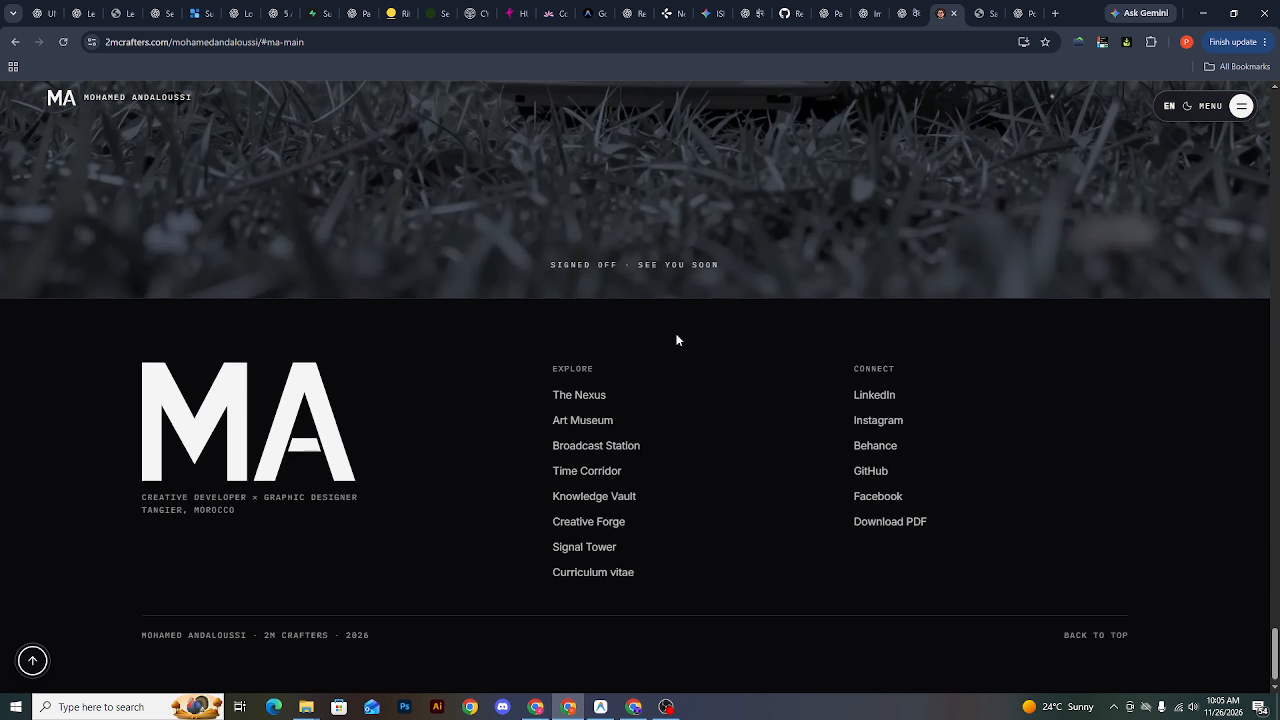 Ask Gemini
2mcrafters.com/mohamedandaloussi/#ma-main
Finish update
All Bookmarks
MA MOHAMED ANDALOUSSI
EN MENU
SIGNED OFF · SEE YOU SOON
MA
CREATIVE DEVELOPER × GRAPHIC DESIGNER
TANGIER, MOROCCO
EXPLORE
The Nexus
Art Museum
Broadcast Station
Time Corridor
Knowledge Vault
Creative Forge
Signal Tower
Curriculum vitae
CONNECT
LinkedIn
Instagram
Behance
GitHub
Facebook
Download PDF
MOHAMED ANDALOUSSI · 2M CRAFTERS · 2026
BACK TO TOP
Type here to search
24°C Sunny
10:05 AM
11/26/2026